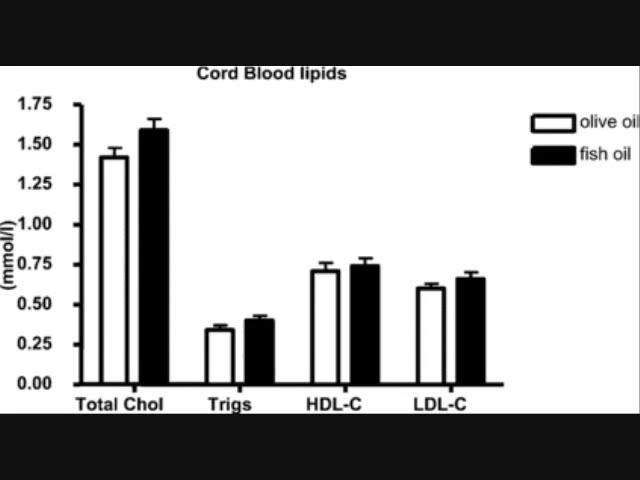 Cord Blood lipids
1.75
1.50
1.25
1.00
0.75
0.50
0.25
0.00
(mmol/l)
Total Chol Trigs HDL-C LDL-C
olive oil
fish oil